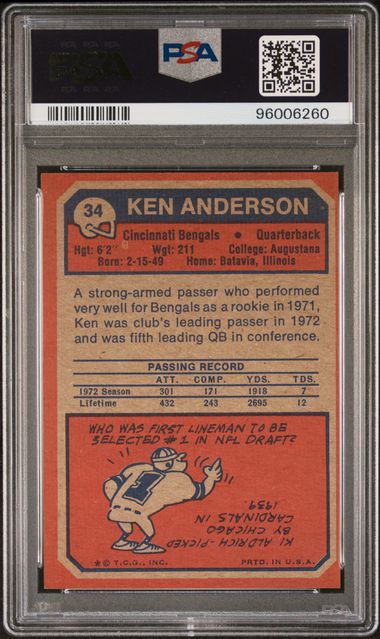 PSA
PSA
96006260
34
KEN ANDERSON
Cincinnati Bengals • Quarterback
Hgt: 6'2" Wgt: 211 College: Augustana
Born: 2-15-49 Home: Batavia, Illinois
A strong-armed passer who performed
very well for Bengals as a rookie in 1971,
Ken was club's leading passer in 1972
and was fifth leading QB in conference.
PASSING RECORD
ATT. COMP. YDS. TDS.
1972 Season 301 171 1918 7
Lifetime 432 243 2695 12
WHO WAS FIRST LINEMAN TO BE
SELECTED #1 IN NFL DRAFT?
1
KI ALDRICH-PICKED
BY CHICAGO
CARDINALS IN
1939.
*© T.C.G., INC. PRTD. IN U.S.A.